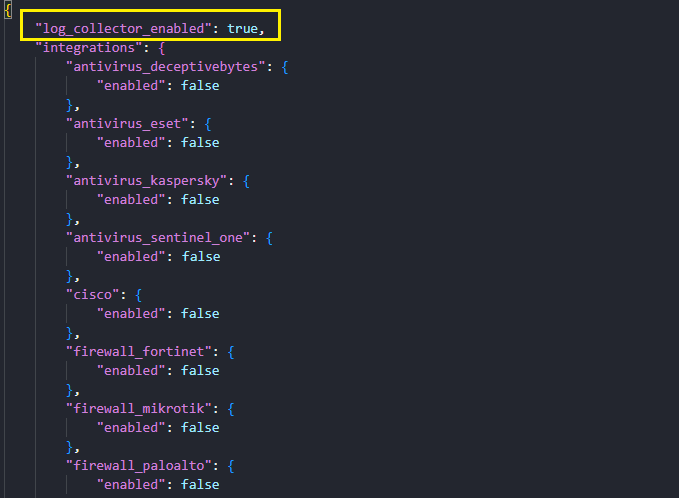 {
"log_collector_enabled": true,
"integrations": {
"antivirus_deceptivebytes": {
"enabled": false
},
"antivirus_eset": {
"enabled": false
},
"antivirus_kaspersky": {
"enabled": false
},
"antivirus_sentinel_one": {
"enabled": false
},
"cisco": {
"enabled": false
},
"firewall_fortinet": {
"enabled": false
},
"firewall_mikrotik": {
"enabled": false
},
"firewall_paloalto": {
"enabled": false